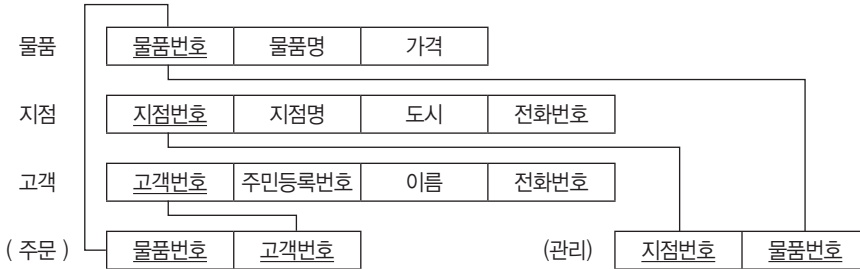 물품 물품번호 물품명 가격
지점 지점번호 지점명 도시 전화번호
고객 고객번호 주민등록번호 이름 전화번호
( 주문 ) 물품번호 고객번호 (관리) 지점번호 물품번호